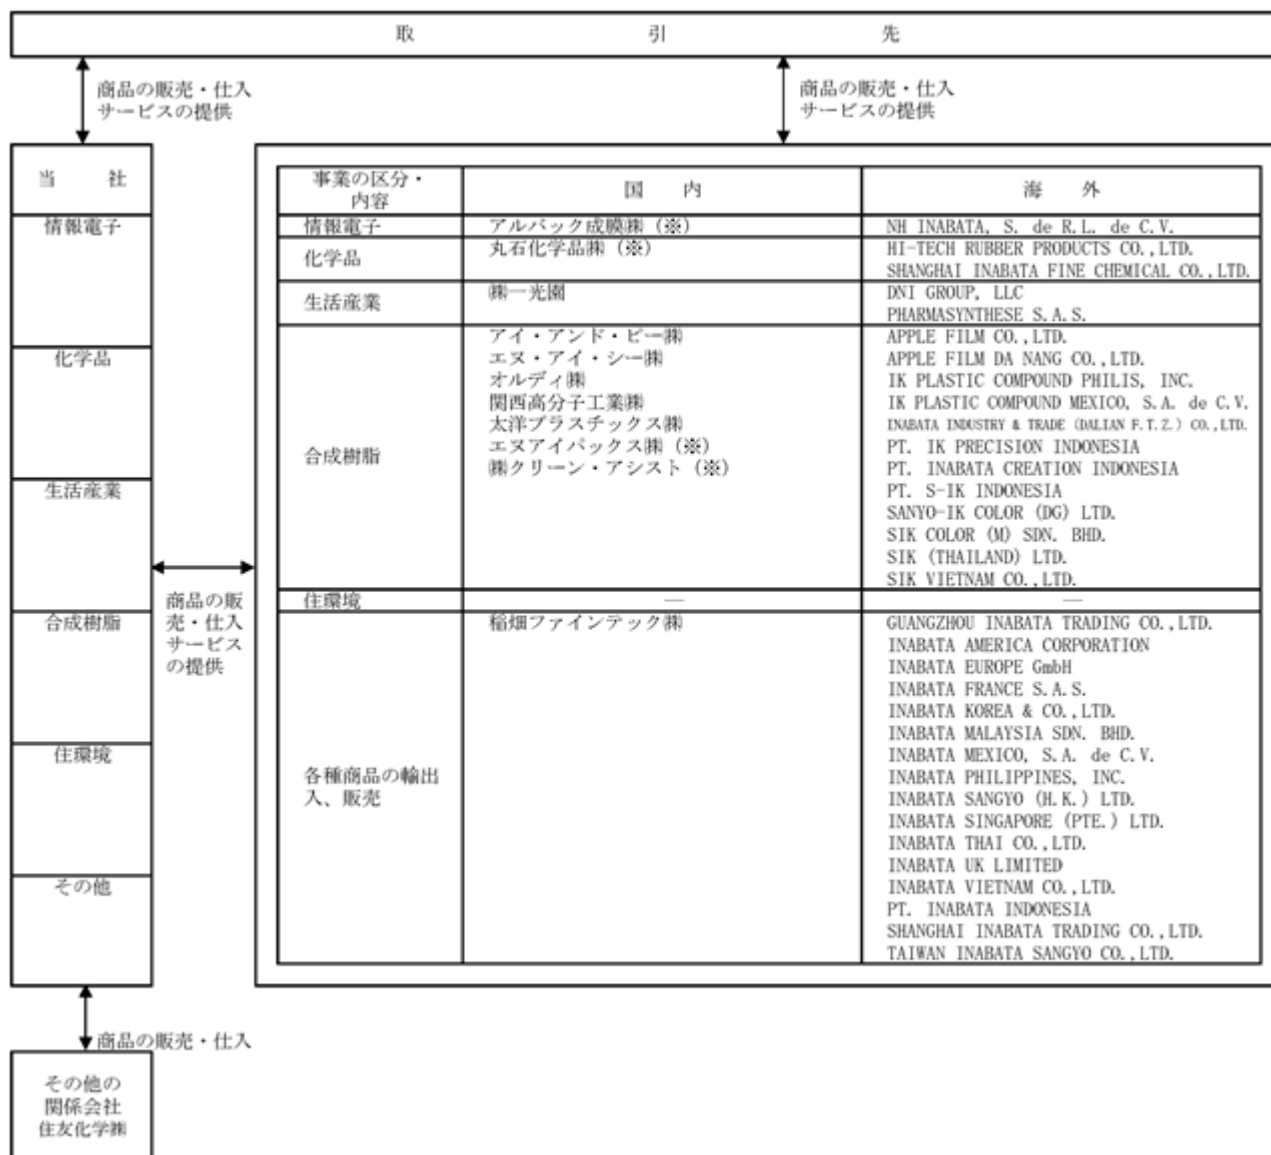 取引先
商品の販売・仕入
サービスの提供
商品の販売・仕入
サービスの提供
当社
情報電子
化学品
生活産業
合成樹脂
住環境
その他
商品の販
売・仕入
サービス
の提供
事業の区分・
内容
国内
海外
情報電子
アルバック成膜㈱（※）
NH INABATA, S. de R.L. de C.V.
化学品
丸石化学品㈱（※）
HI-TECH RUBBER PRODUCTS CO.,LTD.
SHANGHAI INABATA FINE CHEMICAL CO.,LTD.
生活産業
㈱一光園
DNI GROUP, LLC
PHARMASYNTHESE S.A.S.
合成樹脂
アイ・アンド・ピー㈱
エヌ・アイ・シー㈱
オルディ㈱
関西高分子工業㈱
太洋プラスチックス㈱
エヌアイパックス㈱（※）
㈱クリーン・アシスト（※）
APPLE FILM CO.,LTD.
APPLE FILM DA NANG CO.,LTD.
IK PLASTIC COMPOUND PHILIS, INC.
IK PLASTIC COMPOUND MEXICO, S.A. de C.V.
INABATA INDUSTRY & TRADE (DALIAN F.T.Z.) CO.,LTD.
PT. IK PRECISION INDONESIA
PT. INABATA CREATION INDONESIA
PT. S-IK INDONESIA
SANYO-IK COLOR (DG) LTD.
SIK COLOR (M) SDN. BHD.
SIK (THAILAND) LTD.
SIK VIETNAM CO.,LTD.
住環境
―
―
各種商品の輸出
入、販売
稲畑ファインテック㈱
GUANGZHOU INABATA TRADING CO.,LTD.
INABATA AMERICA CORPORATION
INABATA EUROPE GmbH
INABATA FRANCE S.A.S.
INABATA KOREA & CO.,LTD.
INABATA MALAYSIA SDN. BHD.
INABATA MEXICO, S.A. de C.V.
INABATA PHILIPPINES, INC.
INABATA SANGYO (H.K.) LTD.
INABATA SINGAPORE (PTE.) LTD.
INABATA THAI CO.,LTD.
INABATA UK LIMITED
INABATA VIETNAM CO.,LTD.
PT. INABATA INDONESIA
SHANGHAI INABATA TRADING CO.,LTD.
TAIWAN INABATA SANGYO CO.,LTD.
商品の販売・仕入
その他の
関係会社
住友化学㈱